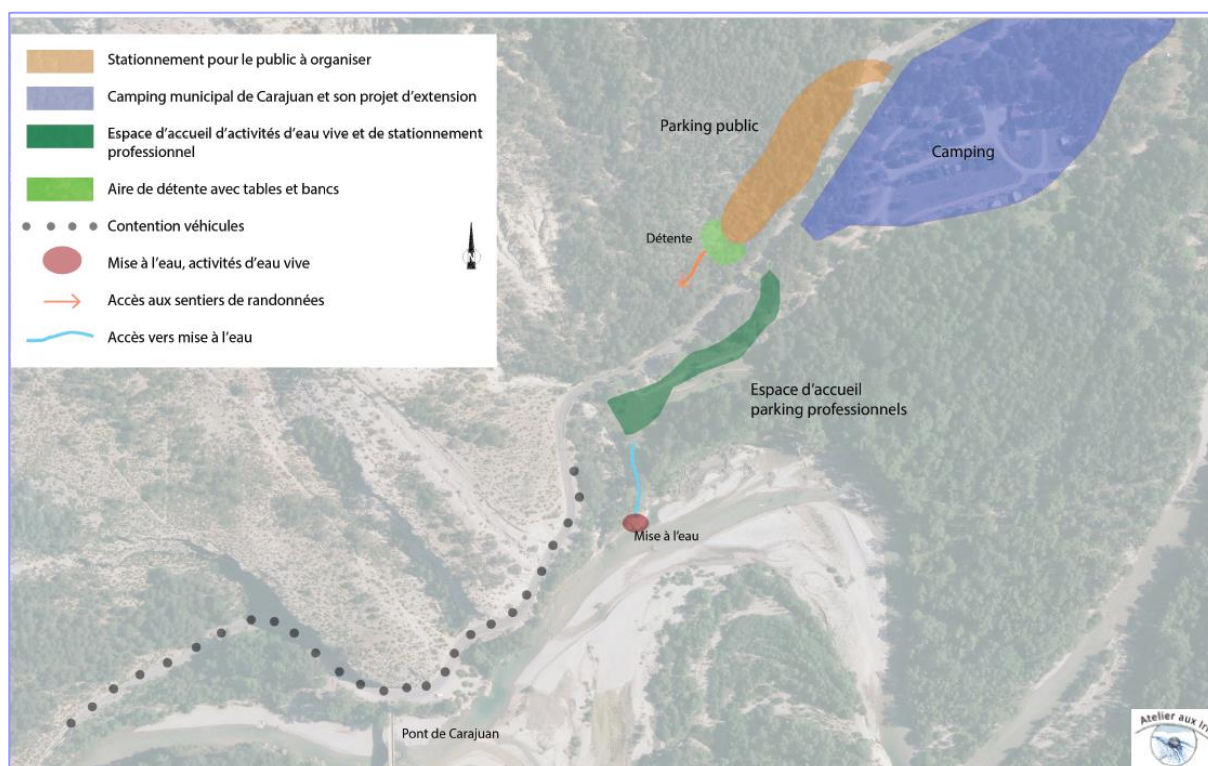 Stationnement pour le public à organiser
Camping municipal de Carajuan et son projet d'extension
Espace d'accueil d'activités d'eau vive et de stationnement
professionnel
Aire de détente avec tables et bancs
Contention véhicules
Mise à l'eau, activités d'eau vive
Accès aux sentiers de randonnées
Accès vers mise à l'eau
N
Parking public
Camping
Détente
Espace d'accueil
parking professionnels
Mise à l'eau
Pont de Carajuan
Atelier aux